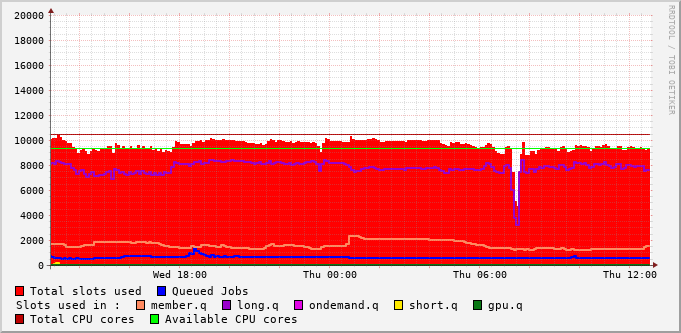 RRDTOOL / TOBI OETIKER
20000
18000
16000
14000
12000
10000
8000
6000
4000
2000
0
Wed 18:00 Thu 00:00 Thu 06:00 Thu 12:00
Total slots used Queued Jobs
Slots used in : member.q long.q ondemand.q short.q gpu.q
Total CPU cores Available CPU cores